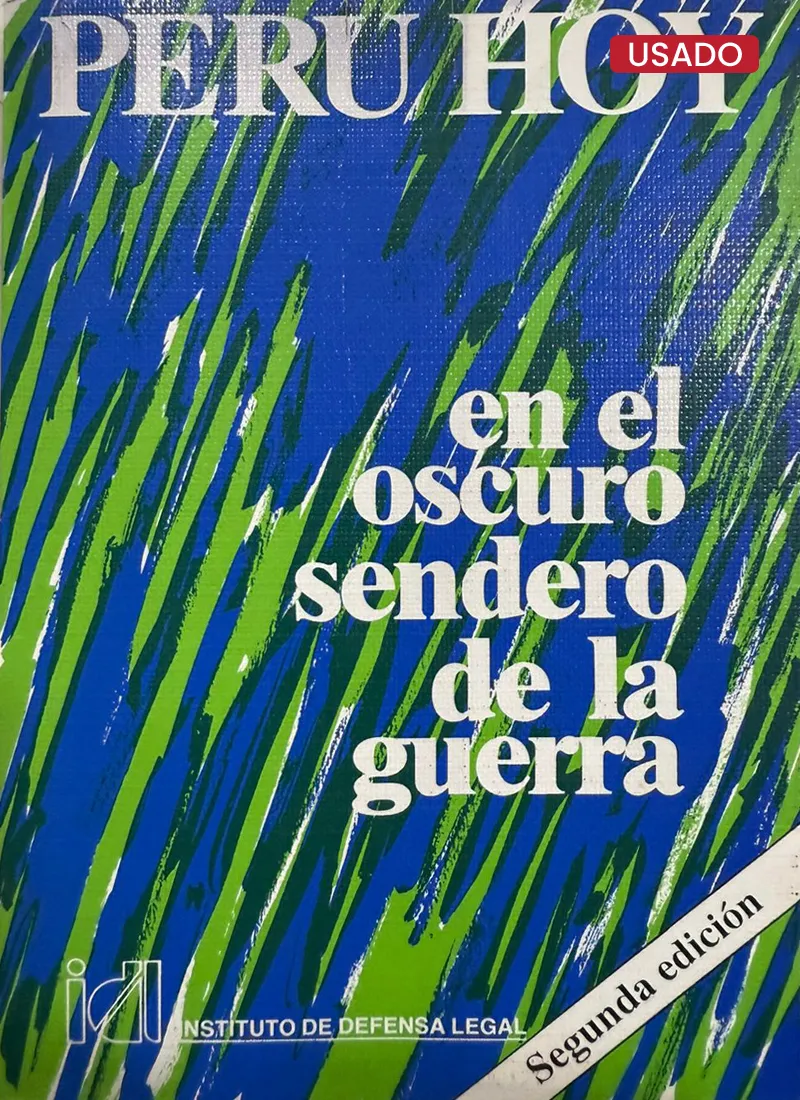 PERU HOY
USADO
en el
oscuro
sendero
de la
guerra
Segunda edición
idl
INSTITUTO DE DEFENSA LEGAL